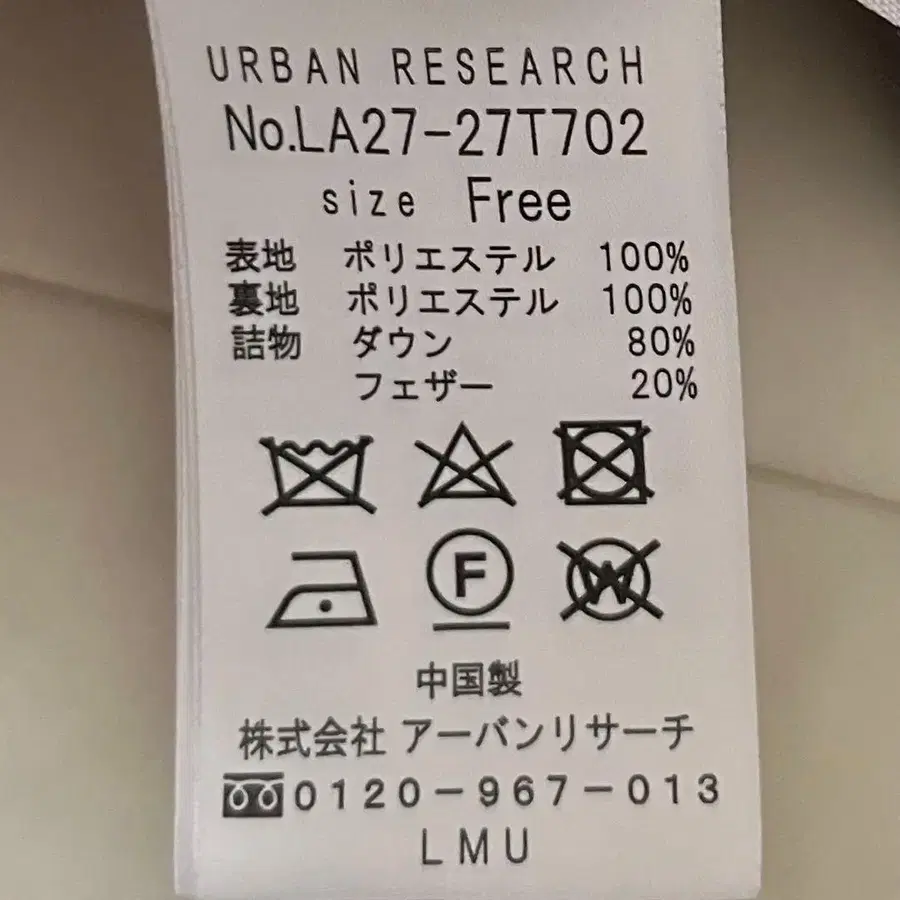 URBAN RESEARCH
No.LA27-27T702
size Free
表地 ポリエステル 100%
裏地 ポリエステル 100%
詰物 ダウン 80%
フェザー 20%
F
W
中国製
株式会社 アーバンリサーチ
0120-967-013
LMU